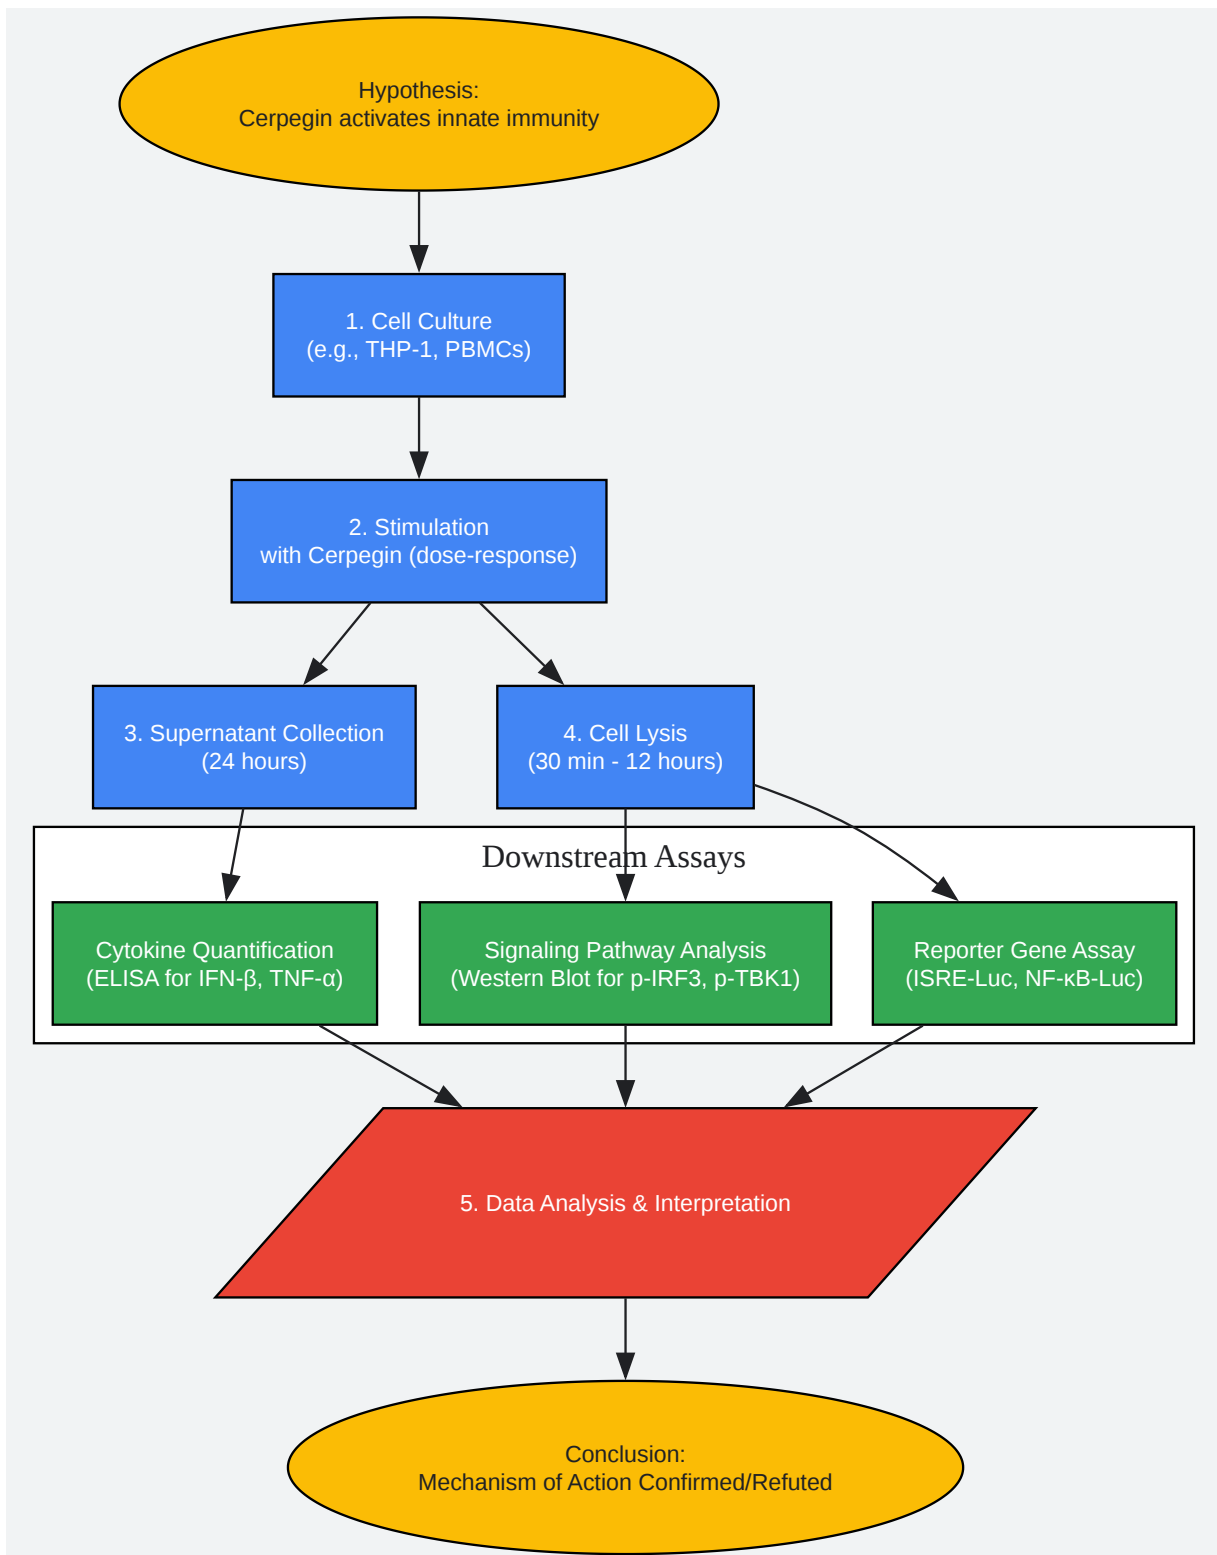 Hypothesis:
Cerpegin activates innate immunity
1. Cell Culture
(e.g., THP-1, PBMCs)
2. Stimulation
with Cerpegin (dose-response)
3. Supernatant Collection
(24 hours)
4. Cell Lysis
(30 min - 12 hours)
Downstream Assays
Cytokine Quantification
(ELISA for IFN-β, TNF-α)
Signaling Pathway Analysis
(Western Blot for p-IRF3, p-TBK1)
Reporter Gene Assay
(ISRE-Luc, NF-κB-Luc)
5. Data Analysis & Interpretation
Conclusion:
Mechanism of Action Confirmed/Refuted